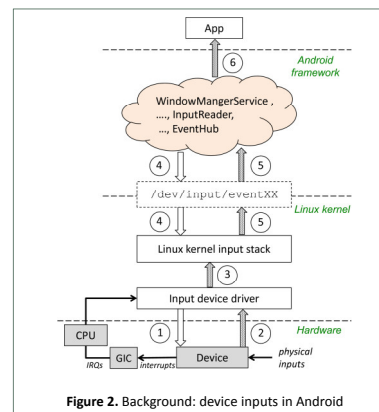 App
6
Android
framework
WindowMangerService ,
...., InputReader,
..., EventHub
4
5
/dev/input/eventXX
Linux kernel
4
5
Linux kernel input stack
3
Input device driver
1
2
Hardware
CPU
GIC
Device
physical
inputs
IRQs
interrupts
Figure 2. Background: device inputs in Android